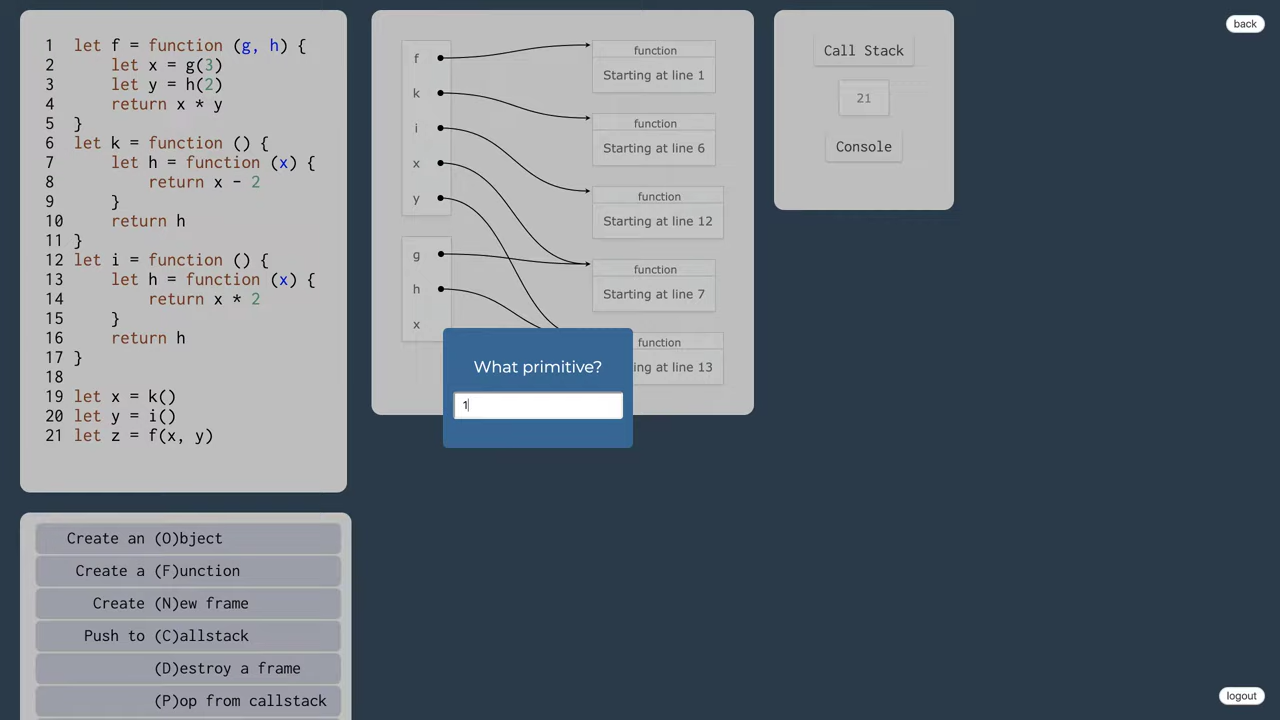 1 let f = function (g, h) {
2 let x = g(3)
3 let y = h(2)
4 return x * y
5 }
6 let k = function () {
7 let h = function (x) {
8 return x - 2
9 }
10 return h
11 }
12 let i = function () {
13 let h = function (x) {
14 return x * 2
15 }
16 return h
17 }
18
19 let x = k()
20 let y = i()
21 let z = f(x, y)
f
k
i
x
y
g
h
x
function
Starting at line 1
function
Starting at line 6
function
Starting at line 12
function
Starting at line 7
function
ing at line 13
What primitive?
1
Call Stack
21
Console
back
Create an (O)bject
Create a (F)unction
Create (N)ew frame
Push to (C)allstack
(D)estroy a frame
(P)op from callstack
logout